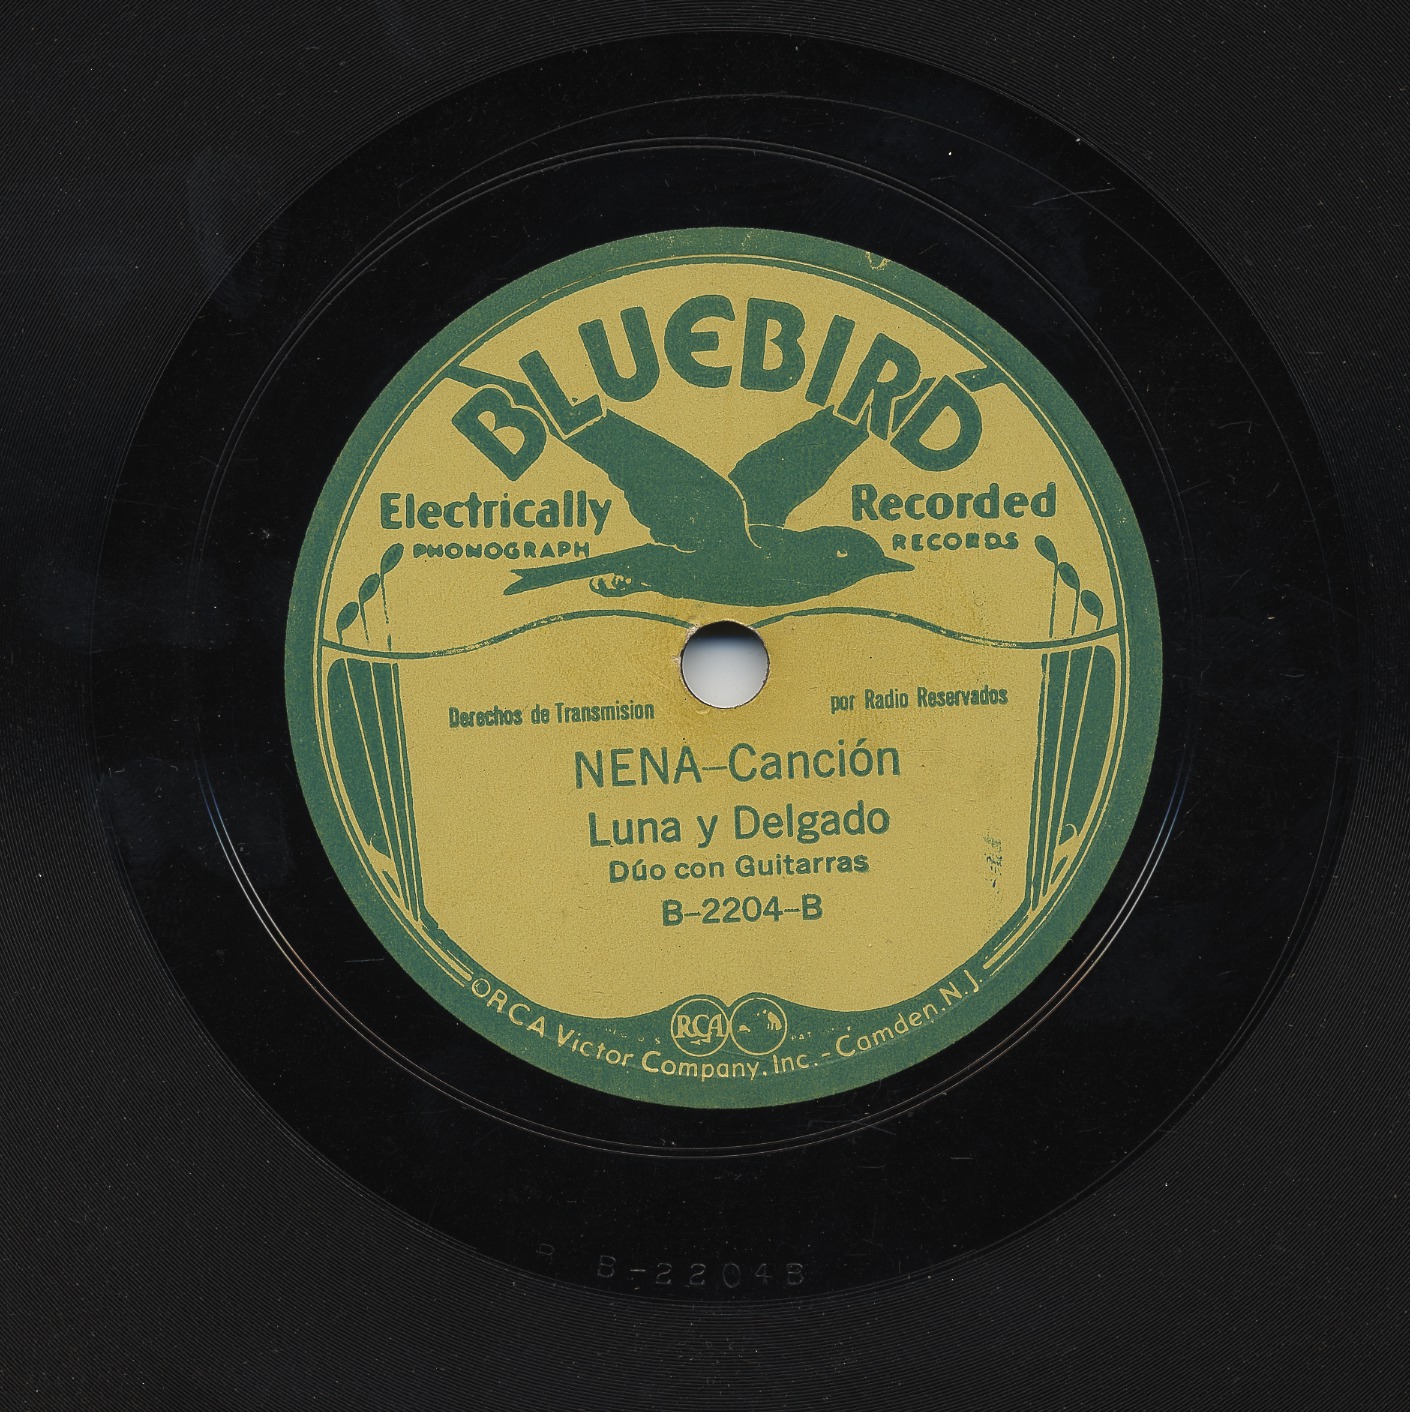 BLUEBIRD
Electrically Recorded
PHONOGRAPH RECORDS
Derechos de Transmision por Radio Reservados
NENA–Canción
Luna y Delgado
Dúo con Guitarras
B–2204–B
RCA
RCA Victor Company, Inc. - Camden, N. J.
B-2204B